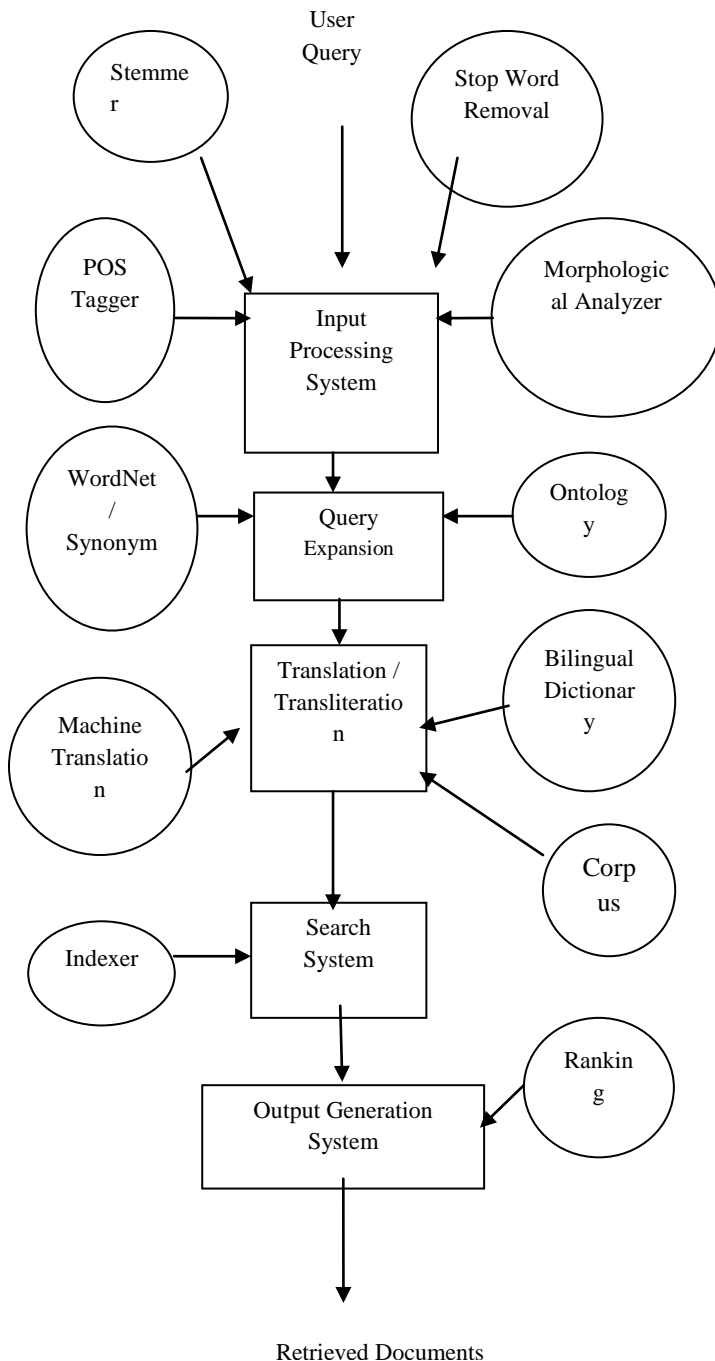 User
Query
Stemme
r
Stop Word
Removal
POS
Tagger
Morphologic
al Analyzer
Input
Processing
System
WordNet
/
Synonym
Query
Expansion
Ontolog
y
Translation /
Transliteratio
n
Bilingual
Dictionar
y
Machine
Translatio
n
Corp
us
Search
System
Indexer
Output Generation
System
Rankin
g
Retrieved Documents